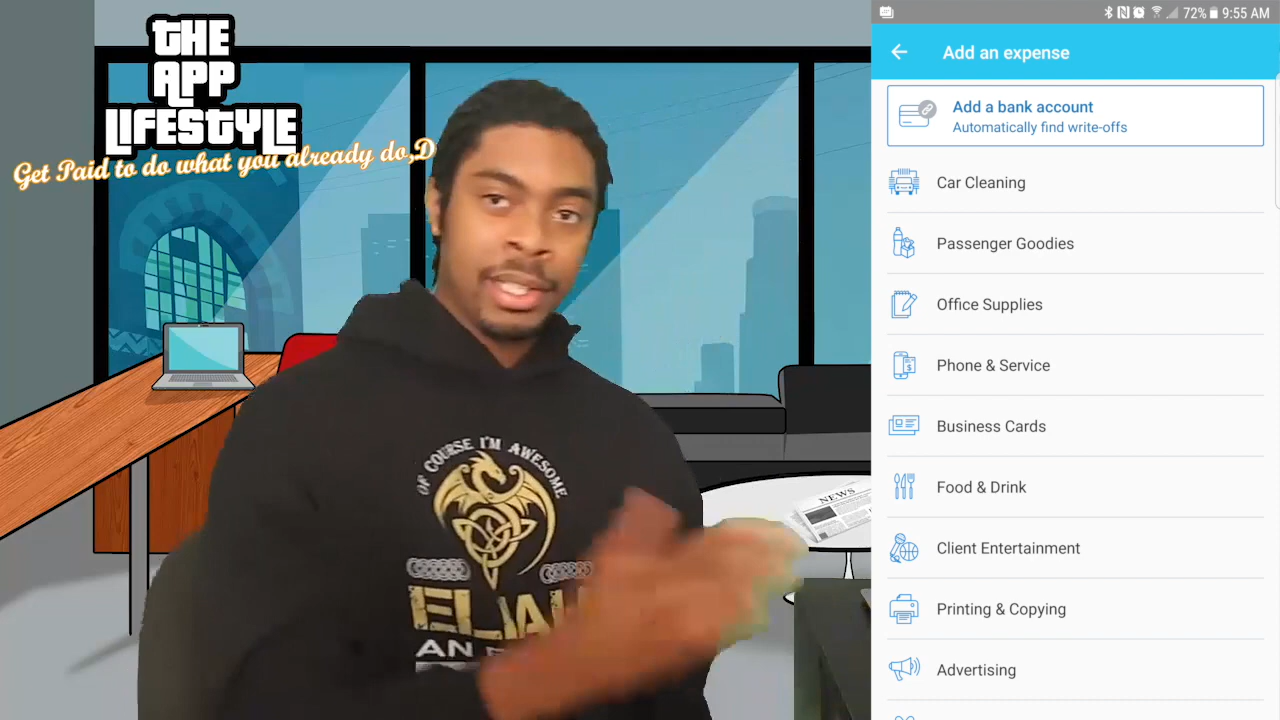 THE
APP
LIFESTYLE
Get Paid to do what you already do,D
OF COURSE I'M AWESOME
AN
NEWS
72% 9:55 AM
Add an expense
Add a bank account
Automatically find write-offs
Car Cleaning
Passenger Goodies
Office Supplies
Phone & Service
Business Cards
Food & Drink
Client Entertainment
Printing & Copying
Advertising